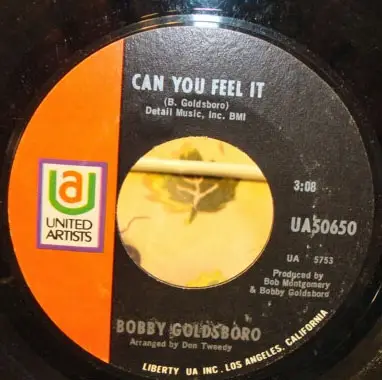 CAN YOU FEEL IT
(B. Goldsboro)
Detail Music, Inc. BMI
3:08
UA50650
UA 5753
Produced by
Bob Montgomery
& Bobby Goldsboro
UA
UNITED
ARTISTS
BOBBY GOLDSBORO
Arranged by Don Tweedy
LIBERTY UA INC. LOS ANGELES, CALIFORNIA